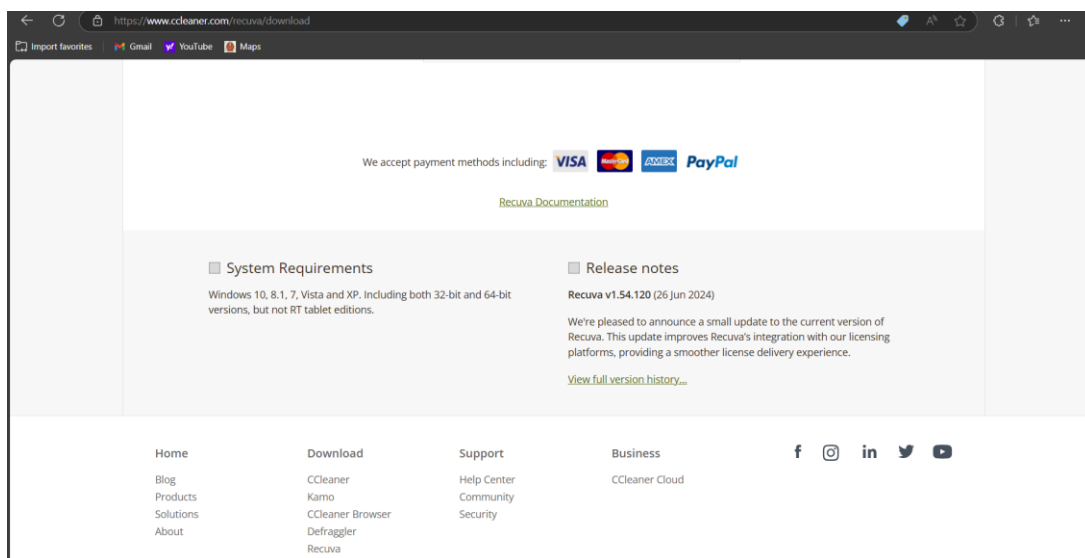 https://www.ccleaner.com/recuva/download
Import favorites Gmail YouTube Maps
We accept payment methods including: VISA MasterCard AMEX PayPal
Recuva Documentation
System Requirements
Windows 10, 8.1, 7, Vista and XP. Including both 32-bit and 64-bit
versions, but not RT tablet editions.
Release notes
Recuva v1.54.120 (26 Jun 2024)
We're pleased to announce a small update to the current version of
Recuva. This update improves Recuva's integration with our licensing
platforms, providing a smoother license delivery experience.
View full version history...
Home
Blog
Products
Solutions
About
Download
CCleaner
Kamo
CCleaner Browser
Defraggler
Recuva
Support
Help Center
Community
Security
Business
CCleaner Cloud